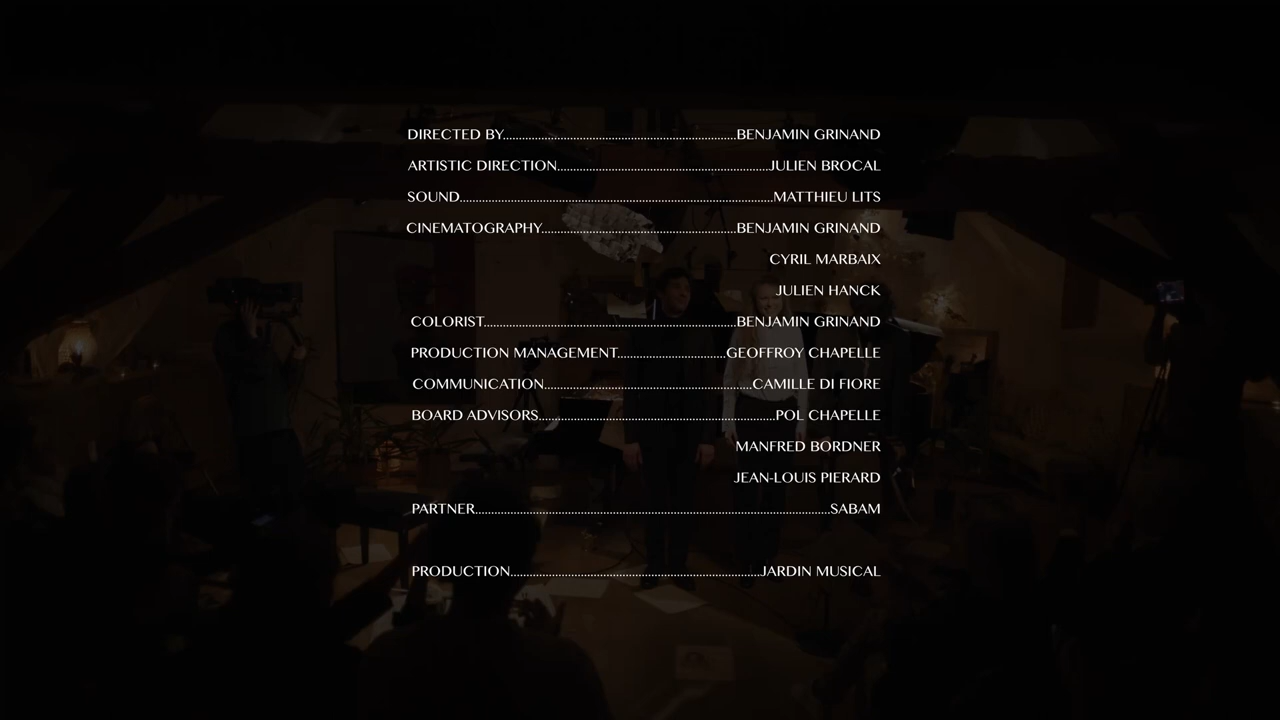 DIRECTED BY..........................................................................BENJAMIN GRINAND
ARTISTIC DIRECTION....................................................................JULIEN BROCAL
SOUND....................................................................................................MATTHIEU LITS
CINEMATOGRAPHY..............................................................BENJAMIN GRINAND
CYRIL MARBAIX
JULIEN HANCK
COLORIST................................................................................BENJAMIN GRINAND
PRODUCTION MANAGEMENT..................................GEOFFROY CHAPELLE
COMMUNICATION..................................................................CAMILLE DI FIORE
BOARD ADVISORS...........................................................................POL CHAPELLE
MANFRED BORDNER
JEAN-LOUIS PIERARD
PARTNER.................................................................................................................SABAM
PRODUCTION................................................................................JARDIN MUSICAL